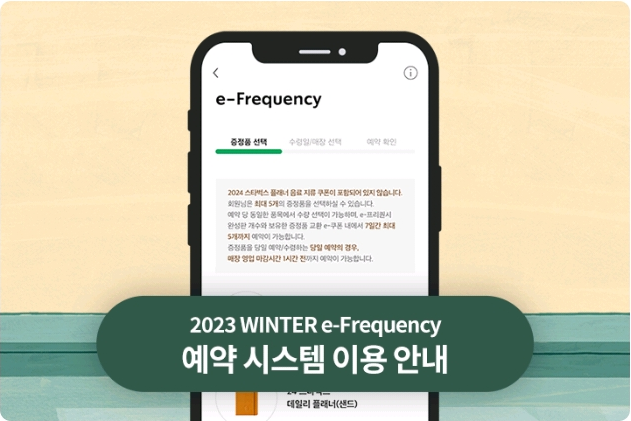 e-Frequency
증정품 선택 수령일/매장 선택 예약 확인
2024 스타벅스 플래너 음료 지류 쿠폰이 포함되어 있지 않습니다.
회원님은 최대 5개의 증정품을 선택하실 수 있습니다.
예약 당 동일한 품목에서 수량 선택이 가능하며, e-프리퀀시
완성판 개수와 보유한 증정품 교환 e-쿠폰 내에서 7일간 최대
5개까지 예약이 가능합니다.
증정품을 당일 예약/수령하는 당일 예약의 경우,
매장 영업 마감시간 1시간 전까지 예약이 가능합니다.
2023 WINTER e-Frequency
예약 시스템 이용 안내
데일리 플래너(샌드)